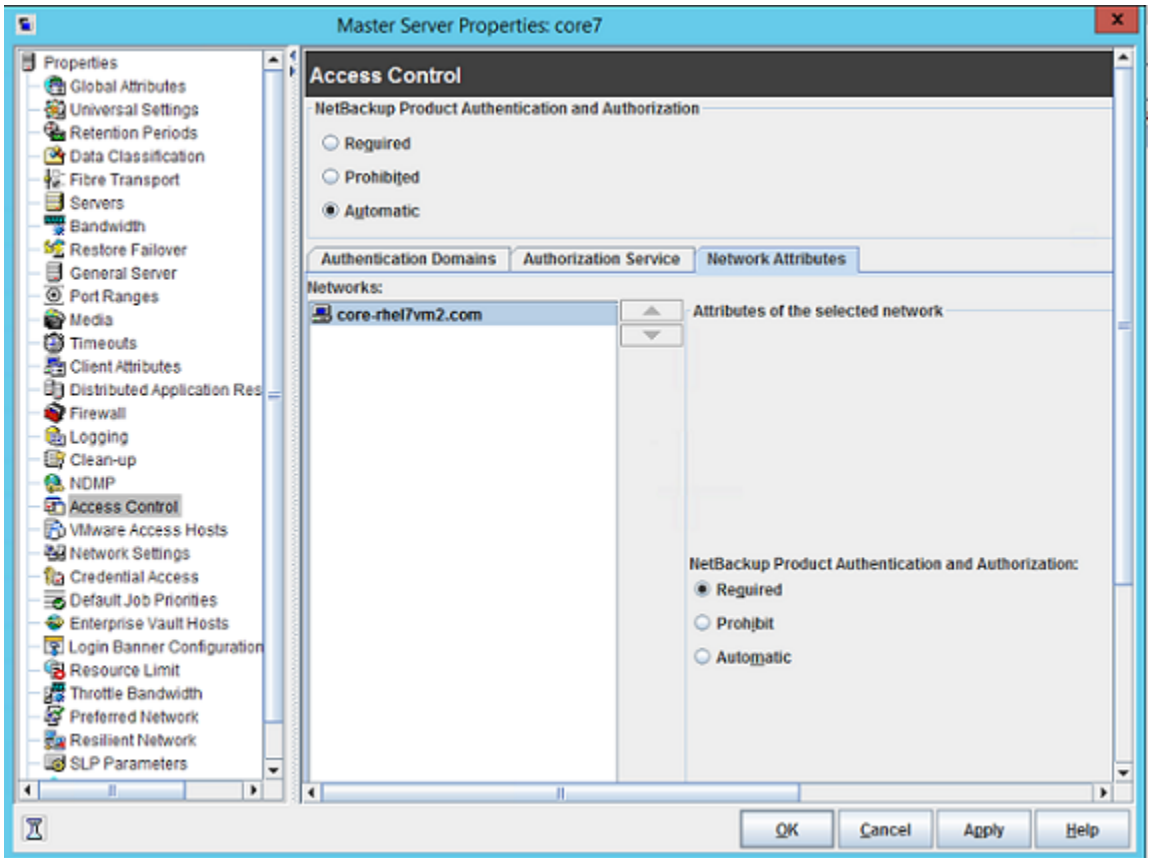 Master Server Properties: core7
x
Properties
Global Attributes
Universal Settings
Retention Periods
Data Classification
Fibre Transport
Servers
Bandwidth
Restore Failover
General Server
Port Ranges
Media
Timeouts
Client Attributes
Distributed Application Res
Firewall
Logging
Clean-up
NDMP
Access Control
VMware Access Hosts
Network Settings
Credential Access
Default Job Priorities
Enterprise Vault Hosts
Login Banner Configuration
Resource Limit
Throttle Bandwidth
Preferred Network
Resilient Network
SLP Parameters
Access Control
NetBackup Product Authentication and Authorization
Required
Prohibited
Automatic
Authentication Domains Authorization Service Network Attributes
Networks:
core-rhel7vm2.com
Attributes of the selected network
NetBackup Product Authentication and Authorization:
Required
Prohibit
Automatic
OK Cancel Apply Help